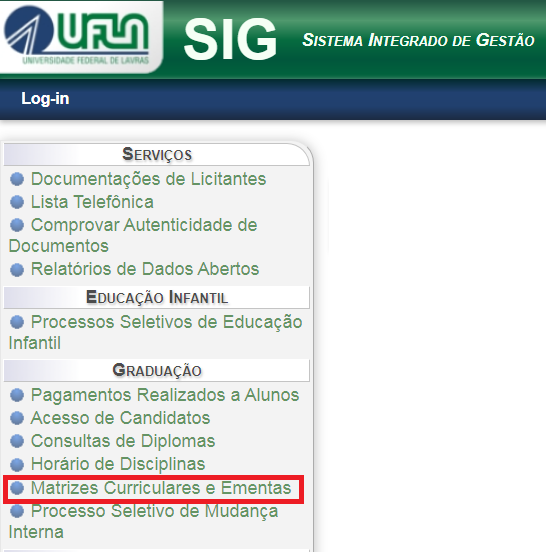 UFLA
UNIVERSIDADE FEDERAL DE LAVRAS
SIG
SISTEMA INTEGRADO DE GESTÃO
Log-in
SERVIÇOS
Documentações de Licitantes
Lista Telefônica
Comprovar Autenticidade de
Documentos
Relatórios de Dados Abertos
EDUCAÇÃO INFANTIL
Processos Seletivos de Educação
Infantil
GRADUAÇÃO
Pagamentos Realizados a Alunos
Acesso de Candidatos
Consultas de Diplomas
Horário de Disciplinas
Matrizes Curriculares e Ementas
Processo Seletivo de Mudança
Interna